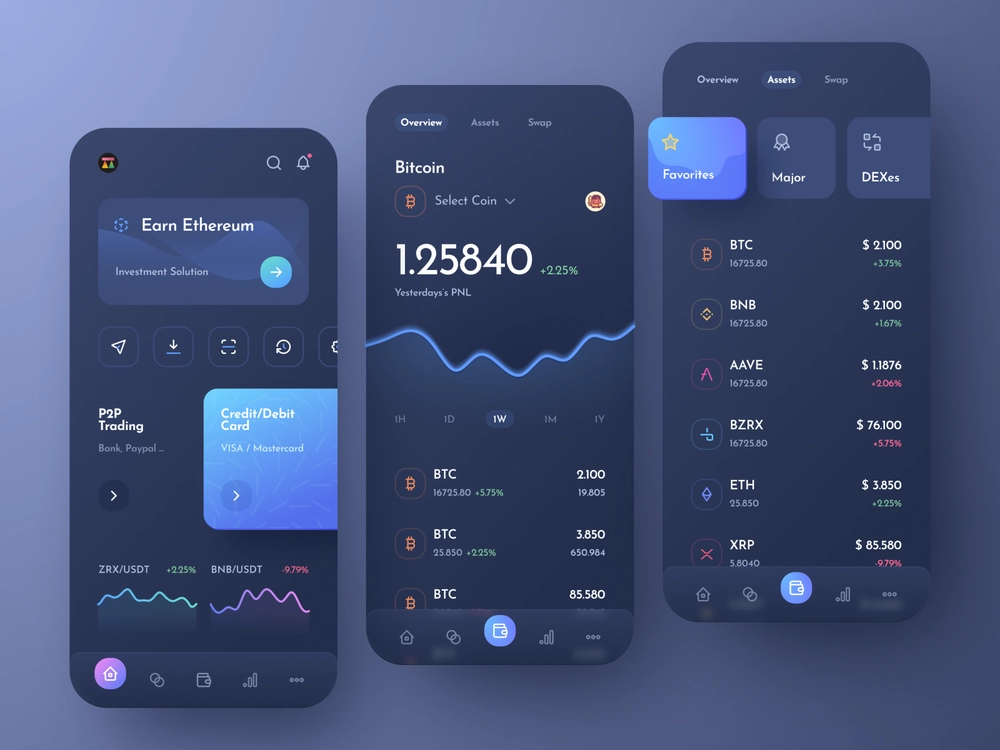 Earn Ethereum
Investment Solution
P2P
Trading
Bank, Paypal ...
Credit/Debit
Card
VISA / Mastercard
ZRX/USDT +2.25%
BNB/USDT -9.79%
Overview Assets Swap
Bitcoin
Select Coin
1.25840 +2.25%
Yesterdays's PNL
1H 1D 1W 1M 1Y
BTC 2.100
16725.80 +5.75% 19.805
BTC 3.850
25.850 +2.25% 650.984
BTC 85.580
Overview Assets Swap
Favorites
Major
DEXes
BTC $ 2.100
16725.80 +3.75%
BNB $ 2.100
16725.80 +1.67%
AAVE $ 1.1876
16725.80 +2.06%
BZRX $ 76.100
16725.80 +5.75%
ETH $ 3.850
25.850 +2.25%
XRP $ 85.580
5.8040 -9.79%